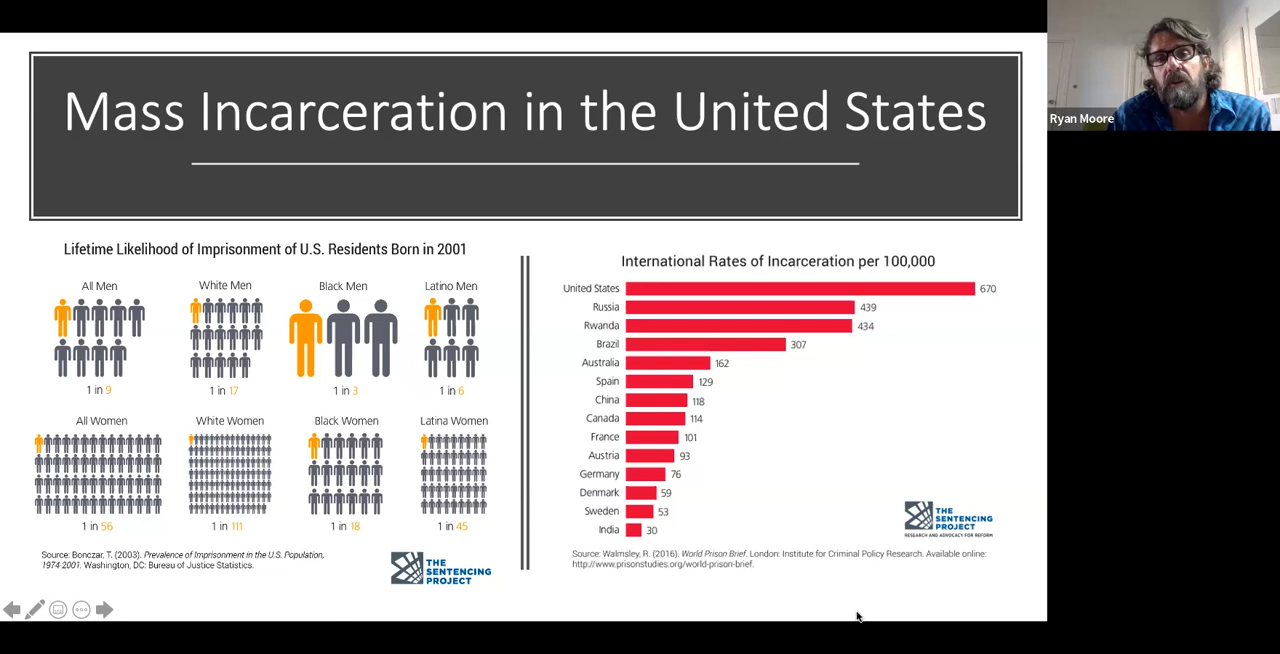 Mass Incarceration in the United States
Ryan Moore
Lifetime Likelihood of Imprisonment of U.S. Residents Born in 2001
All Men
White Men
Black Men
Latino Men
1 in 9
1 in 17
1 in 3
1 in 6
All Women
White Women
Black Women
Latina Women
1 in 56
1 in 111
1 in 18
1 in 45
Source: Bonczar, T. (2003). Prevalence of Imprisonment in the U.S. Population,
1974-2001. Washington, DC: Bureau of Justice Statistics.
THE
SENTENCING
PROJECT
International Rates of Incarceration per 100,000
United States 670
Russia 439
Rwanda 434
Brazil 307
Australia 162
Spain 129
China 118
Canada 114
France 101
Austria 93
Germany 76
Denmark 59
Sweden 53
India 30
THE
SENTENCING
PROJECT
RESEARCH AND ADVOCACY FOR REFORM
Source: Walmsley, R. (2016). World Prison Brief. London: Institute for Criminal Policy Research. Available online:
http://www.prisonstudies.org/world-prison-brief.